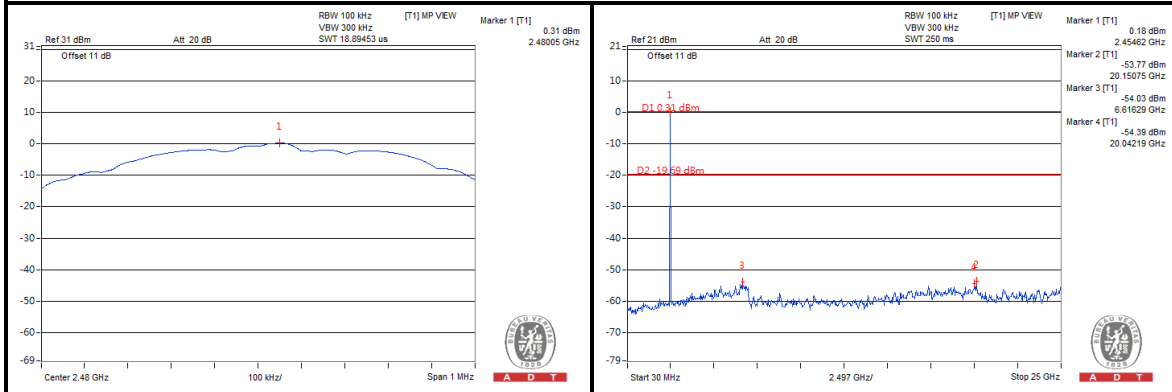 RBW 100 kHz [T1] MP VIEW
VBW 300 kHz
Ref 31 dBm Att 20 dB SWT 18.89453 us
Marker 1 [T1]
0.31 dBm
2.48005 GHz
Offset 11 dB
31
20
10
0
-10
-20
-30
-40
-50
-60
-69
1
Center 2.48 GHz 100 kHz/ Span 1 MHz
BUREAU VERITAS
1828
A D T
RBW 100 kHz [T1] MP VIEW
VBW 300 kHz
Ref 21 dBm Att 20 dB SWT 250 ms
Marker 1 [T1]
0.18 dBm
2.45462 GHz
Marker 2 [T1]
-53.77 dBm
20.15075 GHz
Marker 3 [T1]
-54.03 dBm
6.61629 GHz
Marker 4 [T1]
-54.39 dBm
20.04219 GHz
Offset 11 dB
21
10
0
-10
-20
-30
-40
-50
-60
-70
-79
1
D1 0.31 dBm
D2 -19.69 dBm
3
4 2
Start 30 MHz 2.497 GHz/ Stop 25 GHz
BUREAU VERITAS
1828
A D T